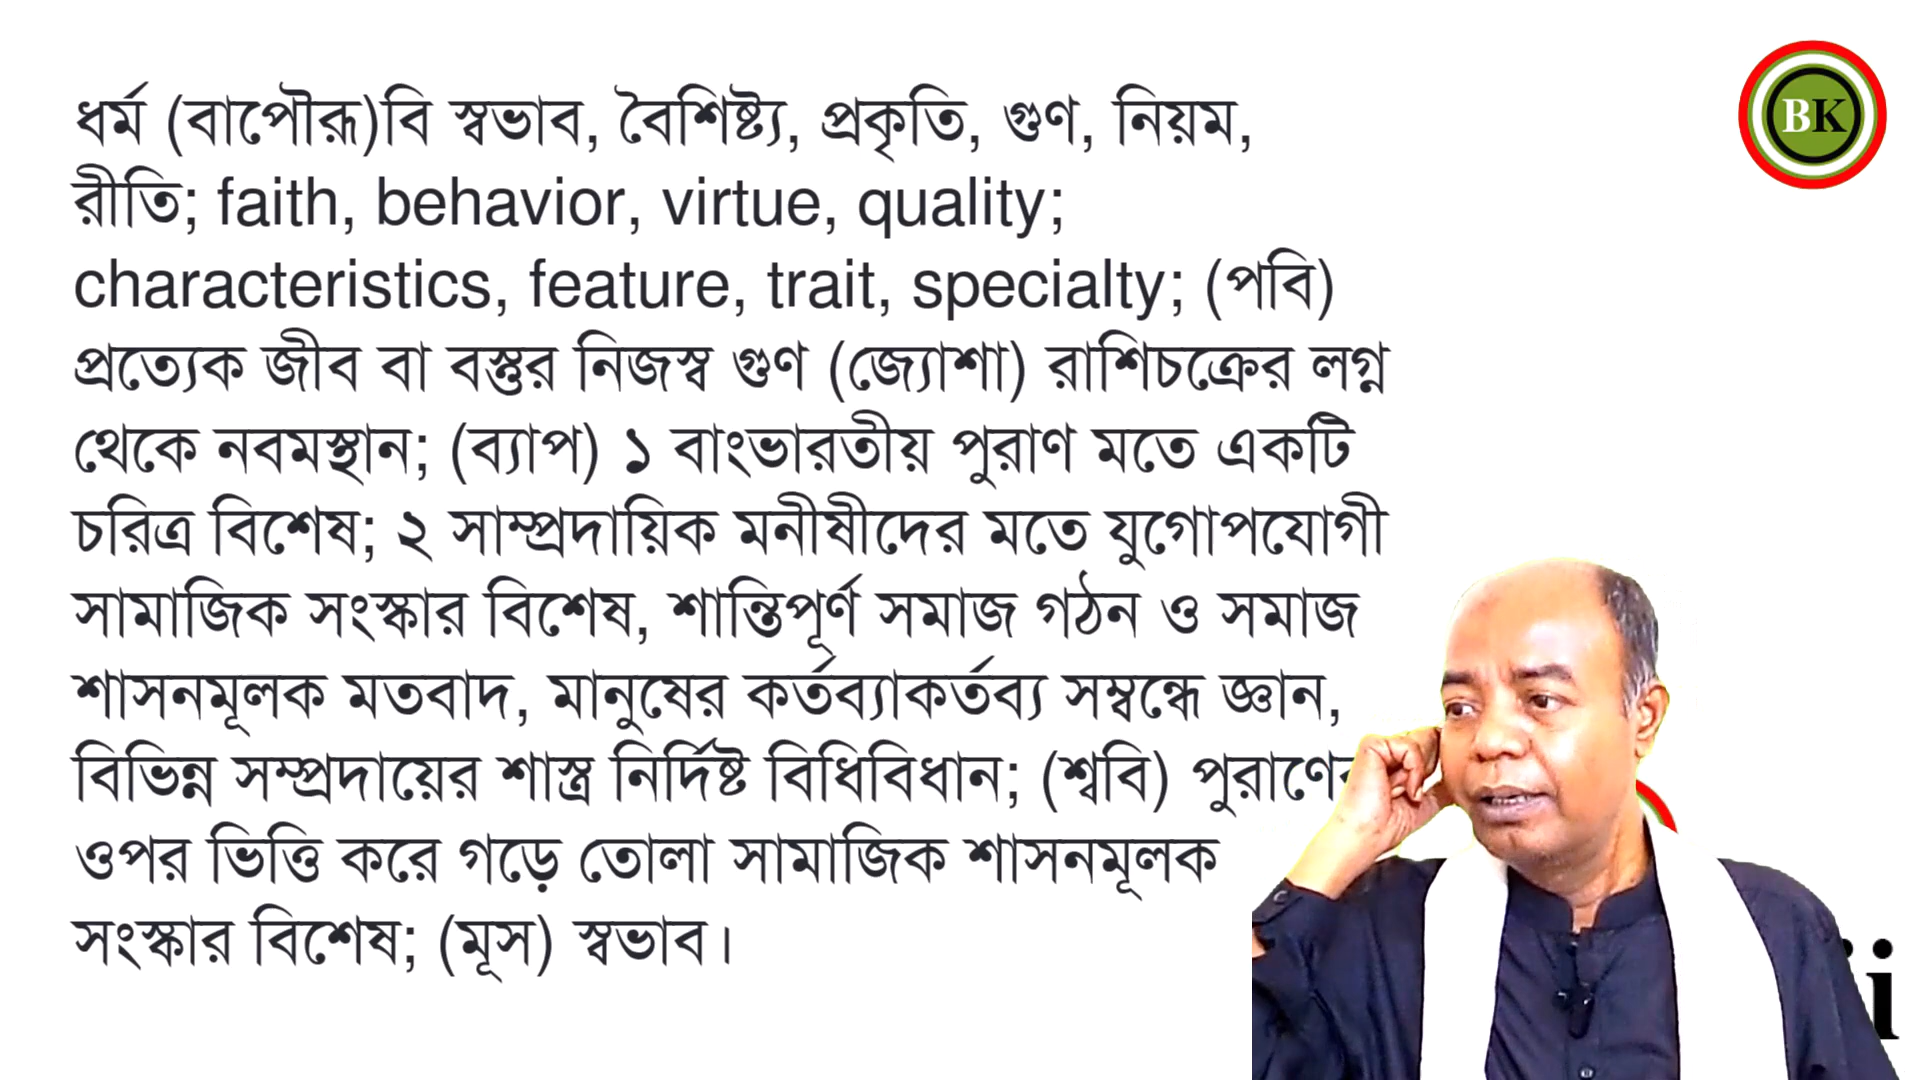 ধর্ম (বাপৌরূ)বি স্বভাব, বৈশিষ্ট্য, প্রকৃতি, গুণ, নিয়ম,
রীতি; faith, behavior, virtue, quality;
characteristics, feature, trait, specialty; (পবি)
প্রত্যেক জীব বা বস্তুর নিজস্ব গুণ (জ্যোশা) রাশিচক্রের লগ্ন
থেকে নবমস্থান; (ব্যাপ) ১ বাংভারতীয় পুরাণ মতে একটি
চরিত্র বিশেষ; ২ সাম্প্রদায়িক মনীষীদের মতে যুগোপযোগী
সামাজিক সংস্কার বিশেষ, শান্তিপূর্ণ সমাজ গঠন ও সমাজ
শাসনমূলক মতবাদ, মানুষের কর্তব্যাকর্তব্য সম্বন্ধে জ্ঞান,
বিভিন্ন সম্প্রদায়ের শাস্ত্র নির্দিষ্ট বিধিবিধান; (শ্ববি) পুরাণের
ওপর ভিত্তি করে গড়ে তোলা সামাজিক শাসনমূলক
সংস্কার বিশেষ; (মূস) স্বভাব।
BK